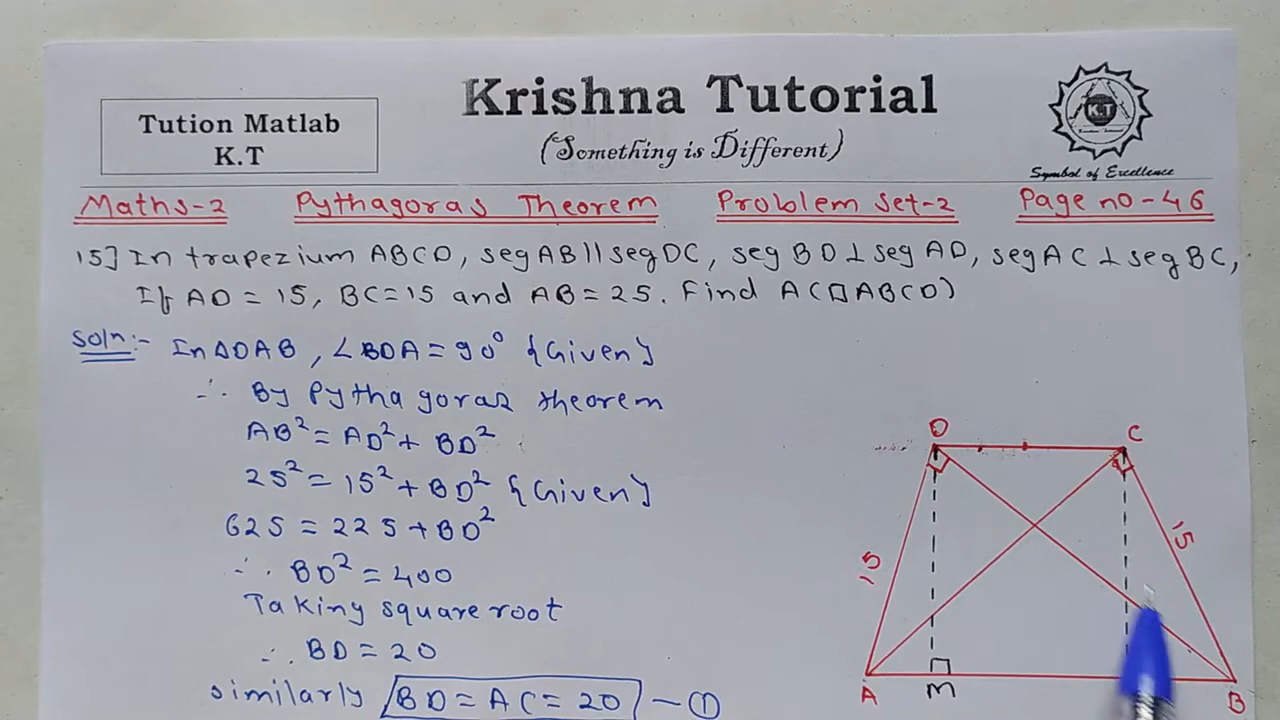 Krishna Tutorial
Tution Matlab
K.T
(Something is Different)
K.T
Symbol of Excellence
Maths-2 Pythagoras Theorem Problem Set-2 Page no-46
15] In trapezium ABCD, seg AB || seg DC, seg BD ⊥ seg AD, seg AC ⊥ seg BC,
If AD = 15, BC = 15 and AB = 25. Find A(□ABCD)
Soln:- In △DAB, ∠BDA = 90° {Given}
∴ By Pythagoras theorem
AB² = AD² + BD²
25² = 15² + BD² {Given}
625 = 225 + BD²
∴ BD² = 400
Taking square root
∴ BD = 20
similarly BD = AC = 20 — ①
D C
15 15
A M B